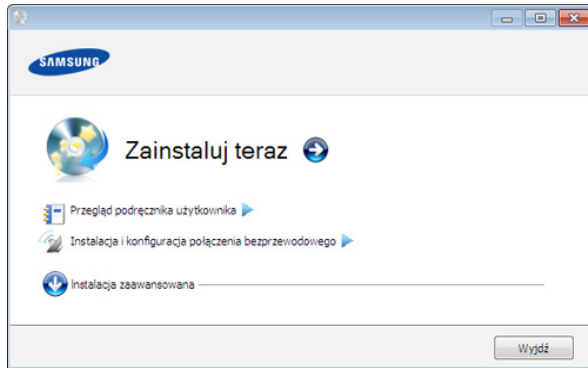 SAMSUNG
Zainstaluj teraz
Przegląd podręcznika użytkownika
Instalacja i konfiguracja połączenia bezprzewodowego
Instalacja zaawansowana
Wyjdź